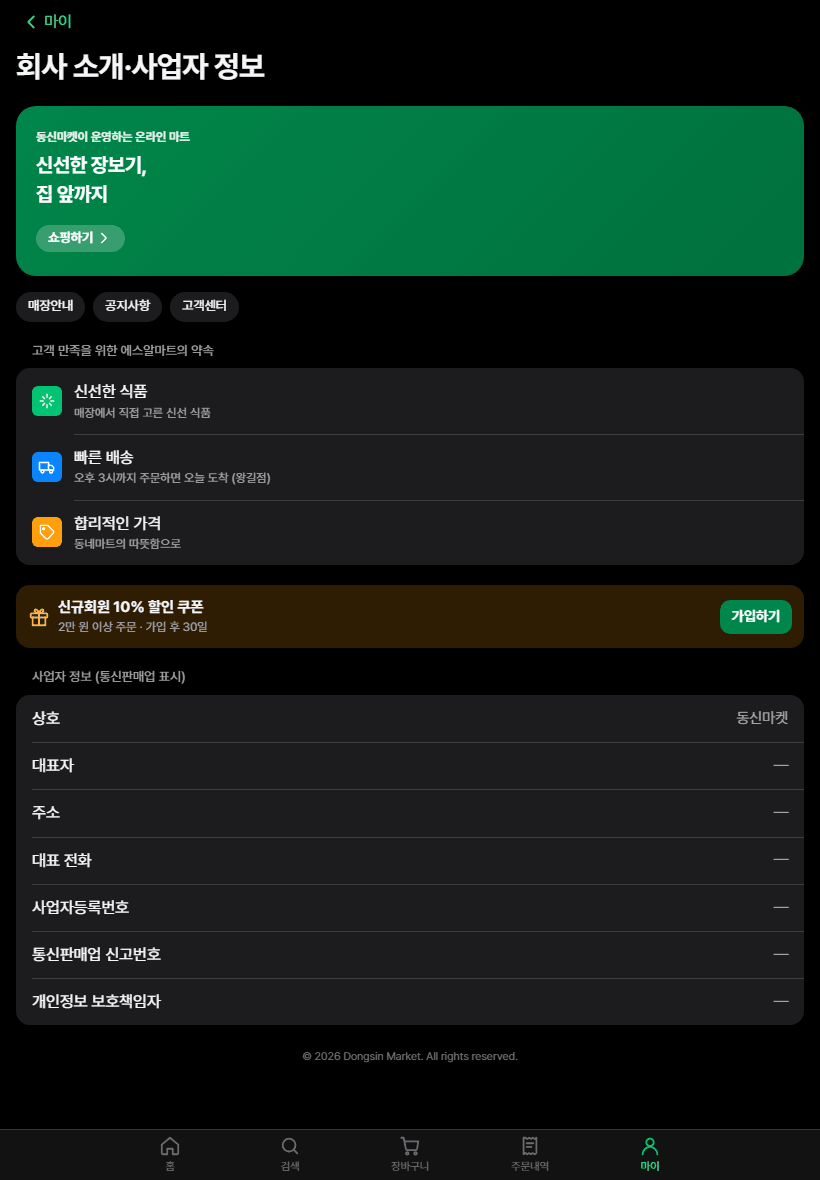 마이
회사 소개·사업자 정보
동신마켓이 운영하는 온라인 마트
신선한 장보기,
집 앞까지
쇼핑하기
매장안내 공지사항 고객센터
고객 만족을 위한 에스알마트의 약속
신선한 식품
매장에서 직접 고른 신선 식품
빠른 배송
오후 3시까지 주문하면 오늘 도착 (왕길점)
합리적인 가격
동네마트의 따뜻함으로
신규회원 10% 할인 쿠폰
2만 원 이상 주문 · 가입 후 30일
가입하기
사업자 정보 (통신판매업 표시)
상호 동신마켓
대표자 —
주소 —
대표 전화 —
사업자등록번호 —
통신판매업 신고번호 —
개인정보 보호책임자 —
© 2026 Dongsin Market. All rights reserved.
홈 검색 장바구니 주문내역 마이